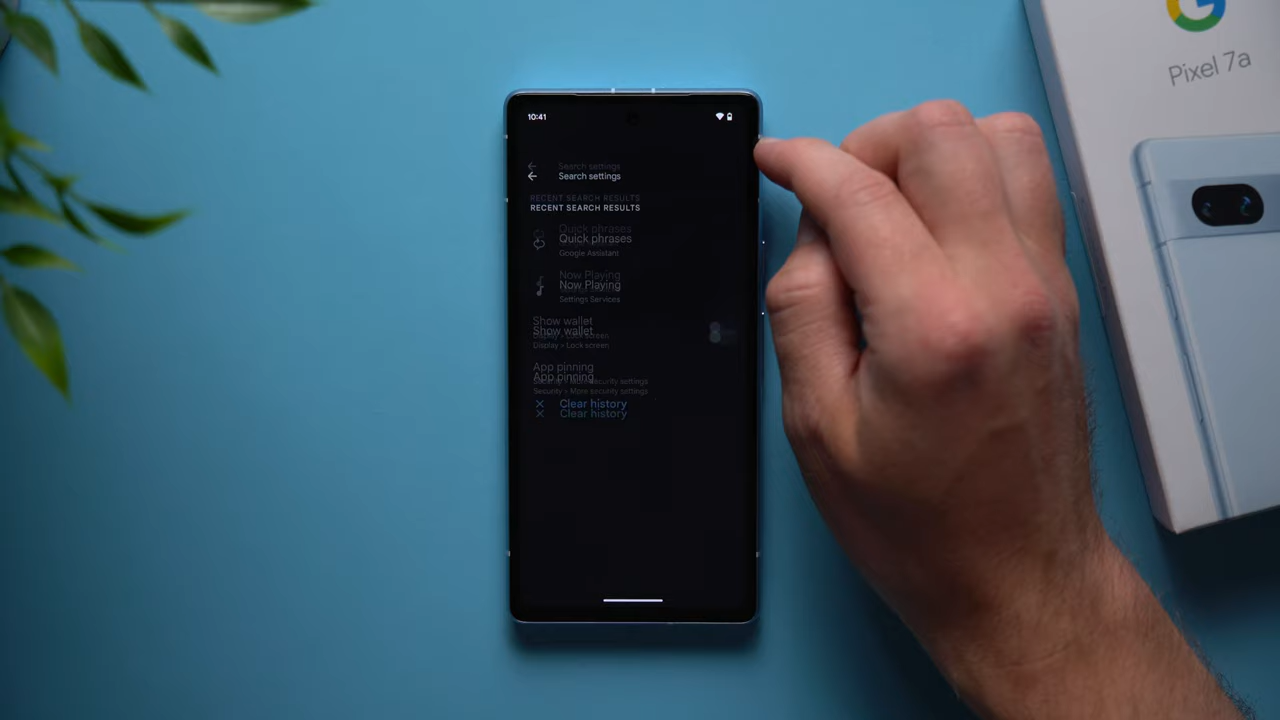 10:41
Search settings
RECENT SEARCH RESULTS
Quick phrases
Google Assistant
Now Playing
Settings Services
Show wallet
Display > Lock screen
App pinning
Security > More security settings
Clear history
G
Pixel 7a